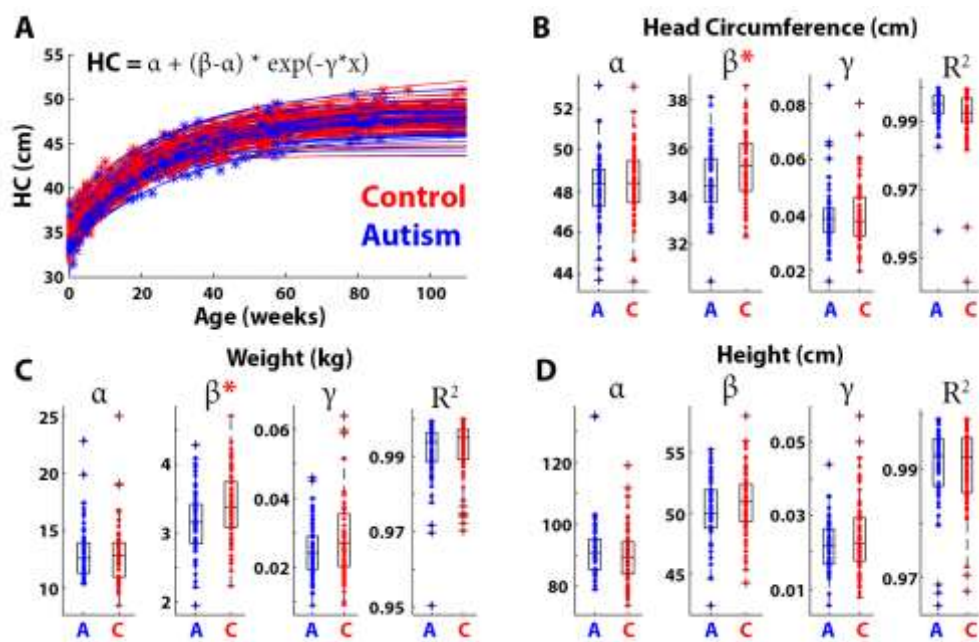 A
HC = α + (β-α) * exp(-γ*x)
55
50
45
40
35
30
HC (cm)
Control
Autism
0 20 40 60 80 100
Age (weeks)
B Head Circumference (cm)
α β* γ R²
52
50
48
46
44
38
36
34
32
0.08
0.06
0.04
0.02
0.99
0.97
0.95
A C A C A C A C
C Weight (kg)
α β* γ R²
25
20
15
10
4
3
2
0.06
0.04
0.02
0.99
0.97
0.95
A C A C A C A C
D Height (cm)
α β γ R²
120
100
80
55
50
45
0.05
0.03
0.01
0.99
0.97
A C A C A C A C